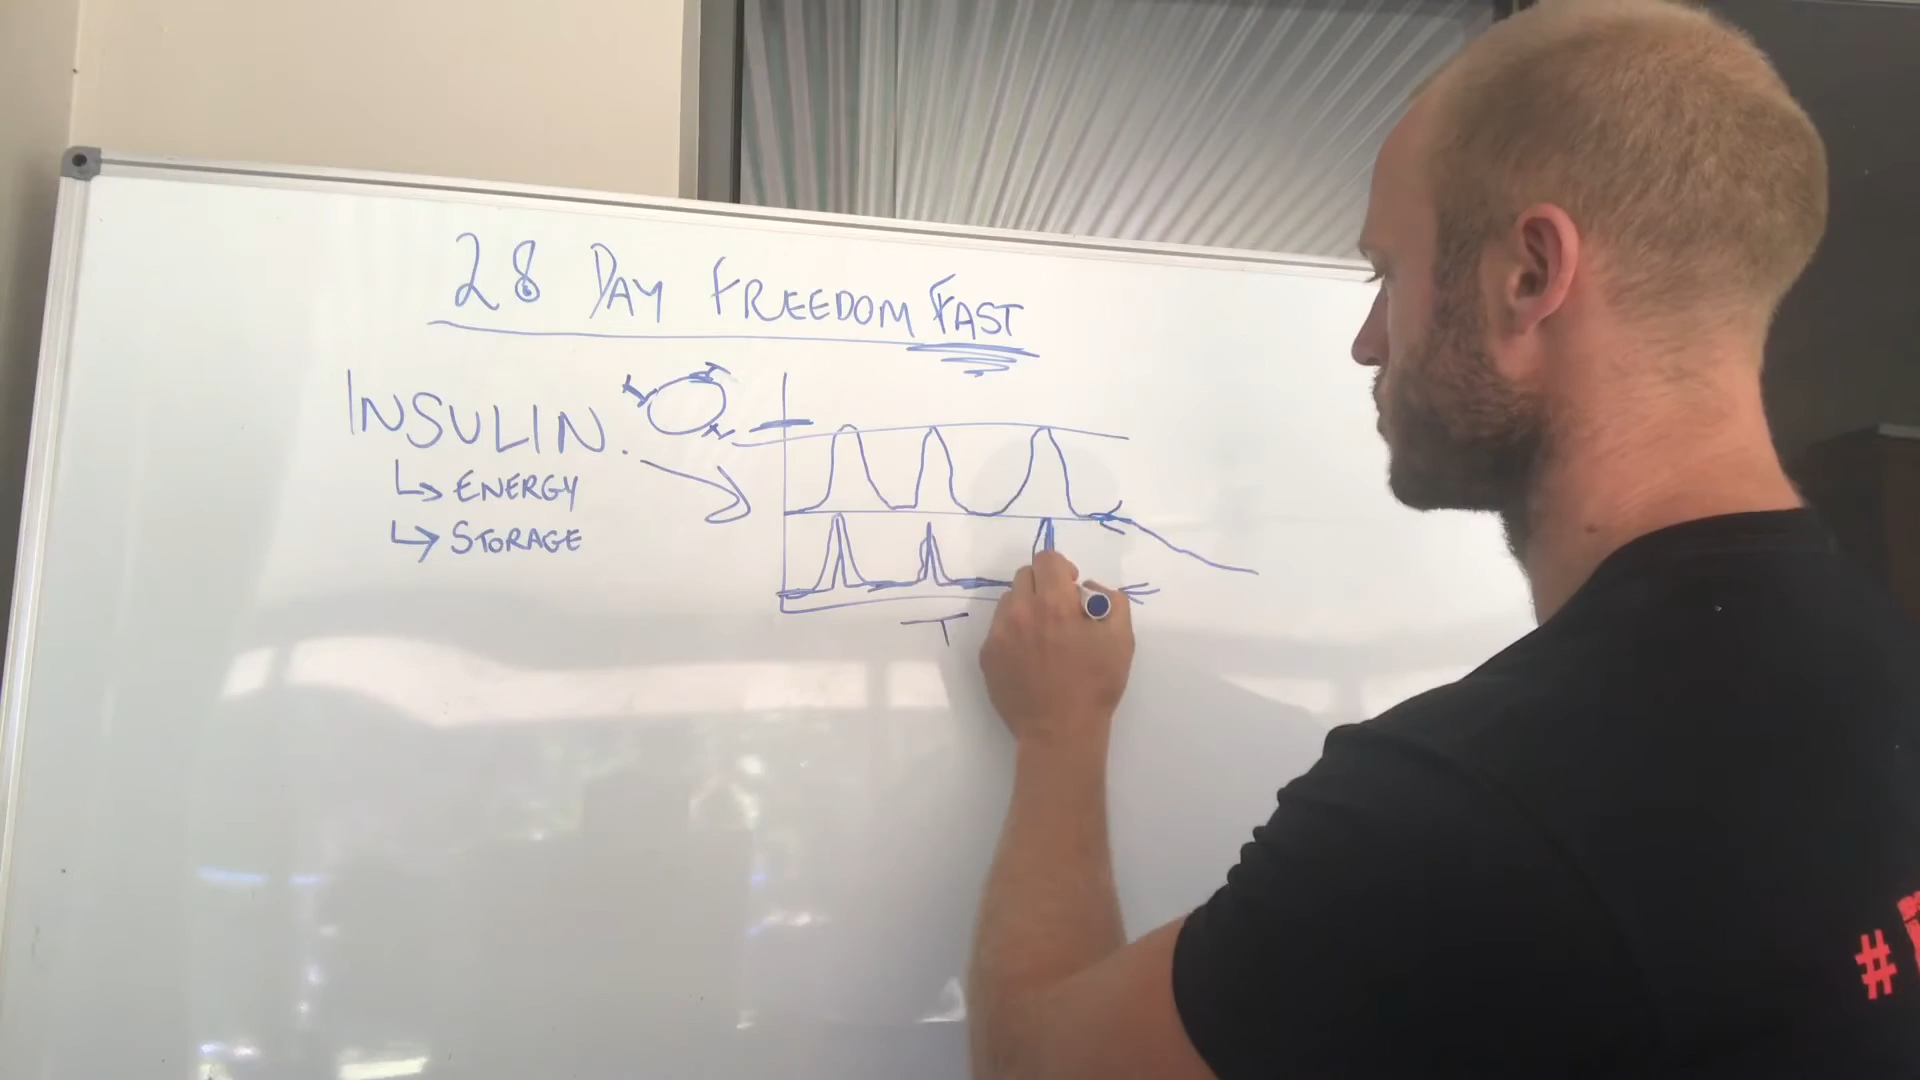 28 DAY FREEDOM FAST
INSULIN.
ENERGY
STORAGE
T
#